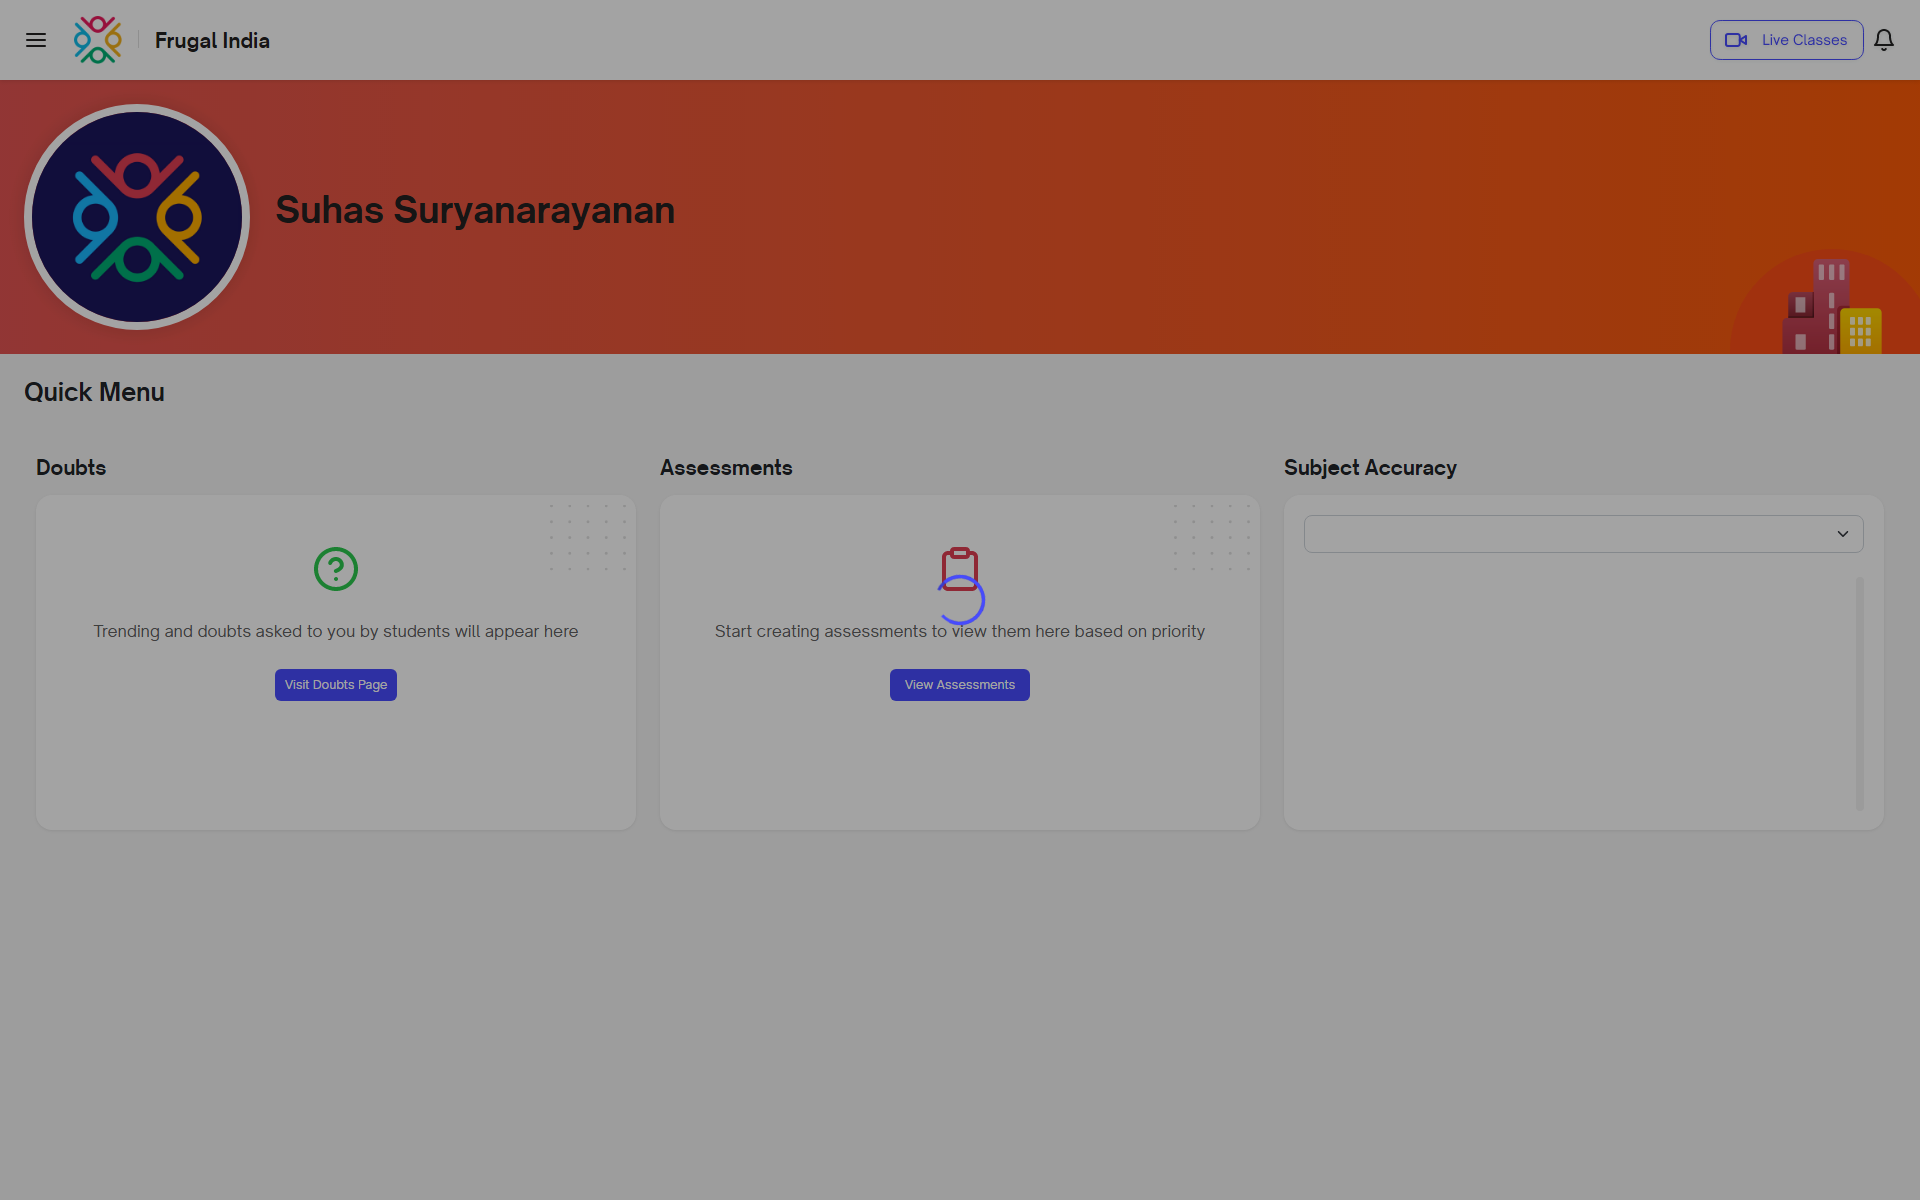 Frugal India
Live Classes
Suhas Suryanarayanan
Quick Menu
Doubts
Trending and doubts asked to you by students will appear here
Visit Doubts Page
Assessments
Start creating assessments to view them here based on priority
View Assessments
Subject Accuracy